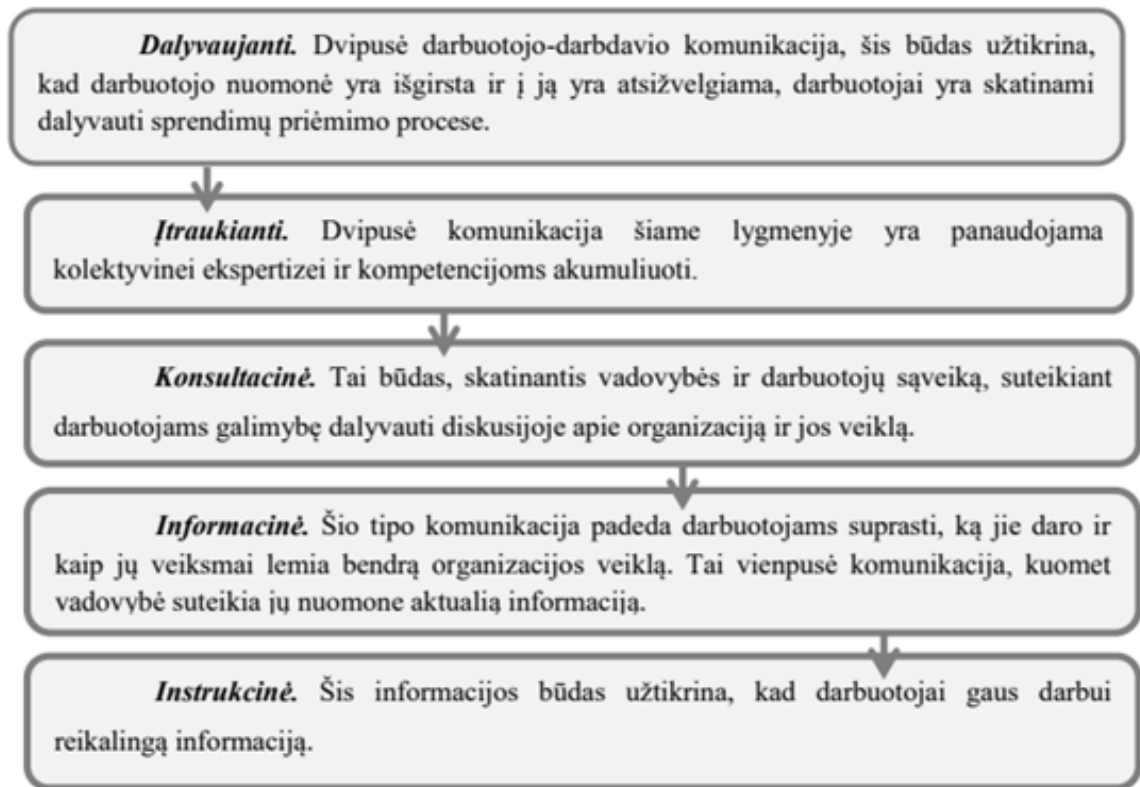 Dalyvaujanti. Dvipusė darbuotojo-darbdavio komunikacija, šis būdas užtikrina,
kad darbuotojo nuomonė yra išgirsta ir į ją yra atsižvelgiama, darbuotojai yra skatinami
dalyvauti sprendimų priėmimo procese.
Įtraukianti. Dvipusė komunikacija šiame lygmenyje yra panaudojama
kolektyvinei ekspertizei ir kompetencijoms akumuliuoti.
Konsultacinė. Tai būdas, skatinantis vadovybės ir darbuotojų sąveiką, suteikiant
darbuotojams galimybę dalyvauti diskusijoje apie organizaciją ir jos veiklą.
Informacinė. Šio tipo komunikacija padeda darbuotojams suprasti, ką jie daro ir
kaip jų veiksmai lemia bendrą organizacijos veiklą. Tai vienpusė komunikacija, kuomet
vadovybė suteikia jų nuomone aktualią informaciją.
Instrukcinė. Šis informacijos būdas užtikrina, kad darbuotojai gaus darbui
reikalingą informaciją.